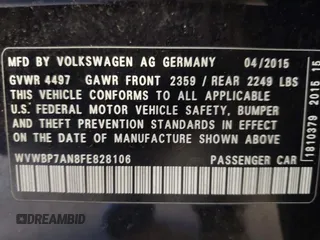 MFD BY VOLKSWAGEN AG GERMANY 04/2015
GVWR 4497 GAWR FRONT 2359 / REAR 2249 LBS
THIS VEHICLE CONFORMS TO ALL APPLICABLE
U.S. FEDERAL MOTOR VEHICLE SAFETY, BUMPER
AND THEFT PREVENTION STANDARDS IN EFFECT ON
THE DATE OF MANUFACTURE SHOWN ABOVE
WVWBP7AN8FE828106 PASSENGER CAR
1810379 2015 15